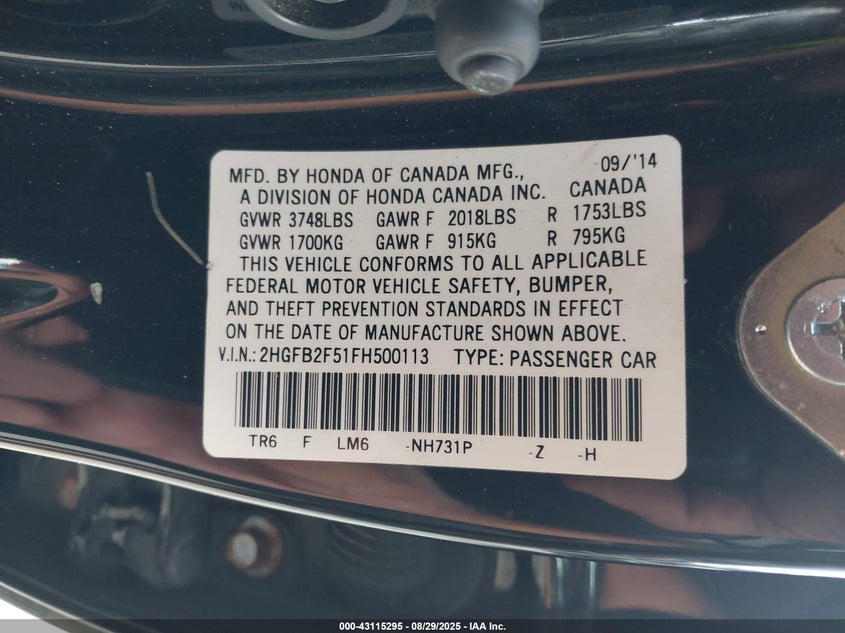 MFD. BY HONDA OF CANADA MFG., 09/'14
A DIVISION OF HONDA CANADA INC. CANADA
GVWR 3748LBS GAWR F 2018LBS R 1753LBS
GVWR 1700KG GAWR F 915KG R 795KG
THIS VEHICLE CONFORMS TO ALL APPLICABLE
FEDERAL MOTOR VEHICLE SAFETY, BUMPER,
AND THEFT PREVENTION STANDARDS IN EFFECT
ON THE DATE OF MANUFACTURE SHOWN ABOVE.
V.I.N.: 2HGFB2F51FH500113 TYPE: PASSENGER CAR
TR6 F LM6 -NH731P -Z -H
000-43115295 - 08/29/2025 - IAA Inc.